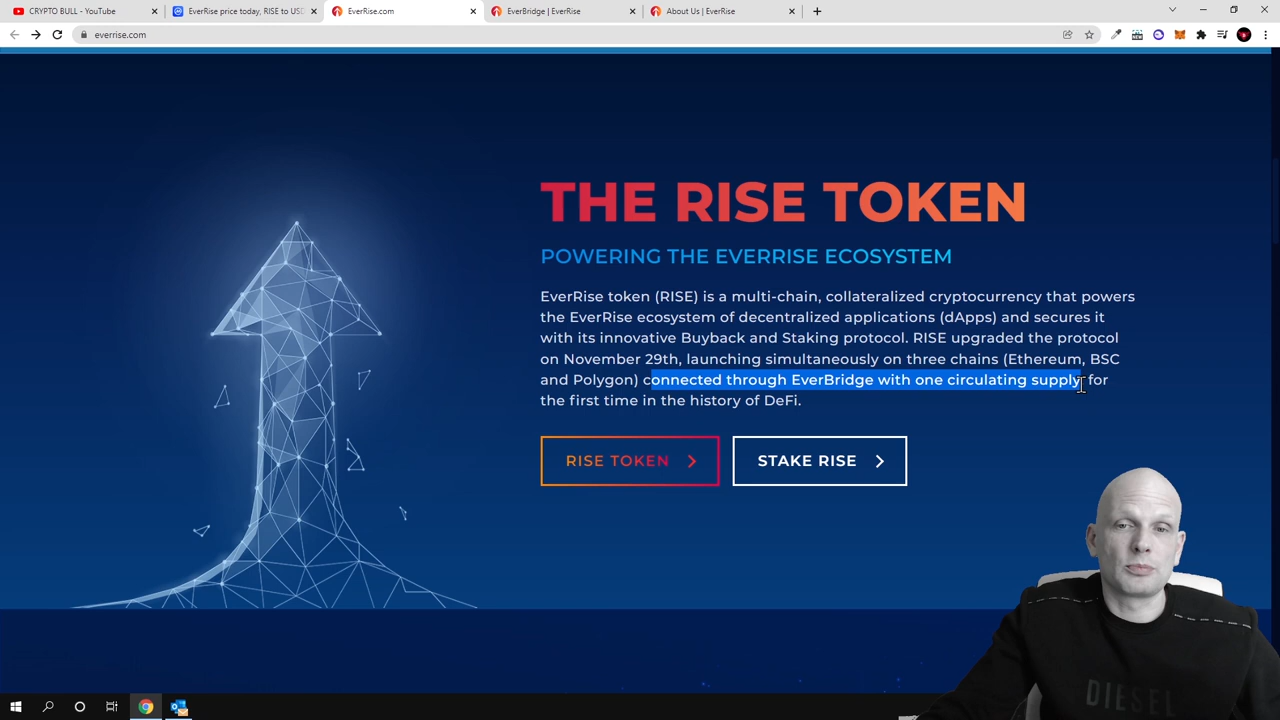 CRYPTO BULL - YouTube
EverRise price today, RISE to USD
EverRise.com
EverBridge | EverRise
About Us | EverRise
everrise.com
THE RISE TOKEN
POWERING THE EVERRISE ECOSYSTEM
EverRise token (RISE) is a multi-chain, collateralized cryptocurrency that powers
the EverRise ecosystem of decentralized applications (dApps) and secures it
with its innovative Buyback and Staking protocol. RISE upgraded the protocol
on November 29th, launching simultaneously on three chains (Ethereum, BSC
and Polygon) connected through EverBridge with one circulating supply for
the first time in the history of DeFi.
RISE TOKEN
STAKE RISE
DIESEL